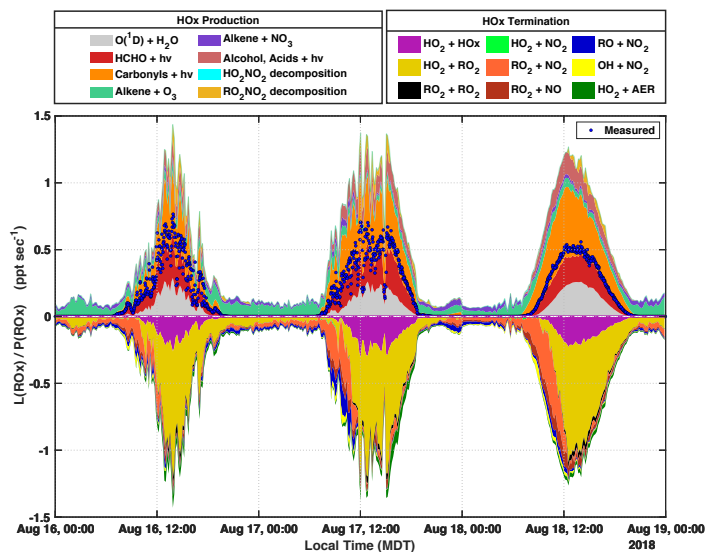 HOx Production
O(¹D) + H₂O
HCHO + hν
Carbonyls + hν
Alkene + O₃
Alkene + NO₃
Alcohol, Acids + hν
HO₂NO₂ decomposition
RO₂NO₂ decomposition
HOx Termination
HO₂ + HOx
HO₂ + RO₂
RO₂ + RO₂
HO₂ + NO₂
RO₂ + NO₂
RO₂ + NO
RO + NO₂
OH + NO₂
HO₂ + AER
Measured
L(ROx) / P(ROx) (ppt sec⁻¹)
1.5
1
0.5
0
-0.5
-1
-1.5
Aug 16, 00:00 Aug 16, 12:00 Aug 17, 00:00 Aug 17, 12:00 Aug 18, 00:00 Aug 18, 12:00 Aug 19, 00:00
Local Time (MDT) 2018